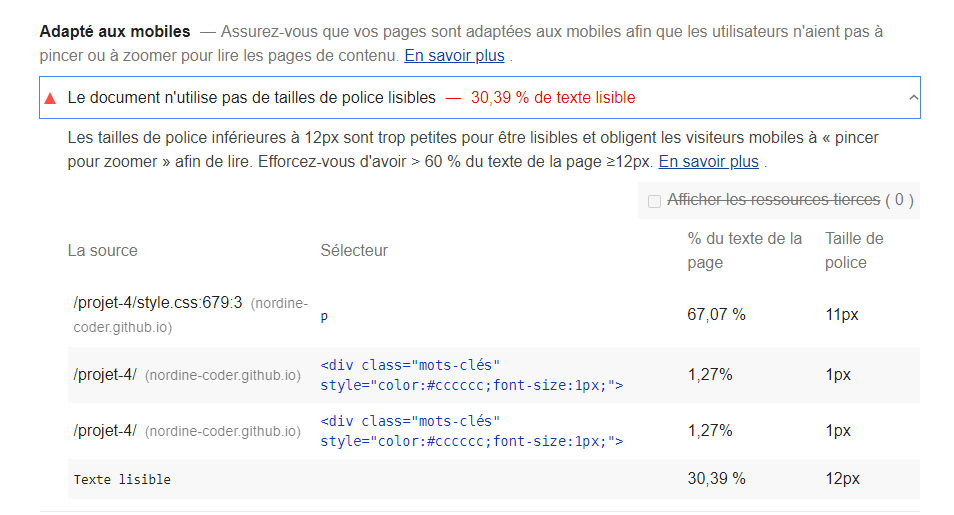 Adapté aux mobiles — Assurez-vous que vos pages sont adaptées aux mobiles afin que les utilisateurs n'aient pas à
pincer ou à zoomer pour lire les pages de contenu. En savoir plus .
Le document n'utilise pas de tailles de police lisibles — 30,39 % de texte lisible
Les tailles de police inférieures à 12px sont trop petites pour être lisibles et obligent les visiteurs mobiles à « pincer
pour zoomer » afin de lire. Efforcez-vous d'avoir > 60 % du texte de la page ≥12px. En savoir plus .
Afficher les ressources tierces ( 0 )
La source Sélecteur % du texte de la page Taille de police
/projet-4/style.css:679:3 (nordine-coder.github.io) p 67,07 % 11px
/projet-4/ (nordine-coder.github.io) <div class="mots-clés" style="color:#cccccc;font-size:1px;"> 1,27% 1px
/projet-4/ (nordine-coder.github.io) <div class="mots-clés" style="color:#cccccc;font-size:1px;"> 1,27% 1px
Texte lisible 30,39 % 12px